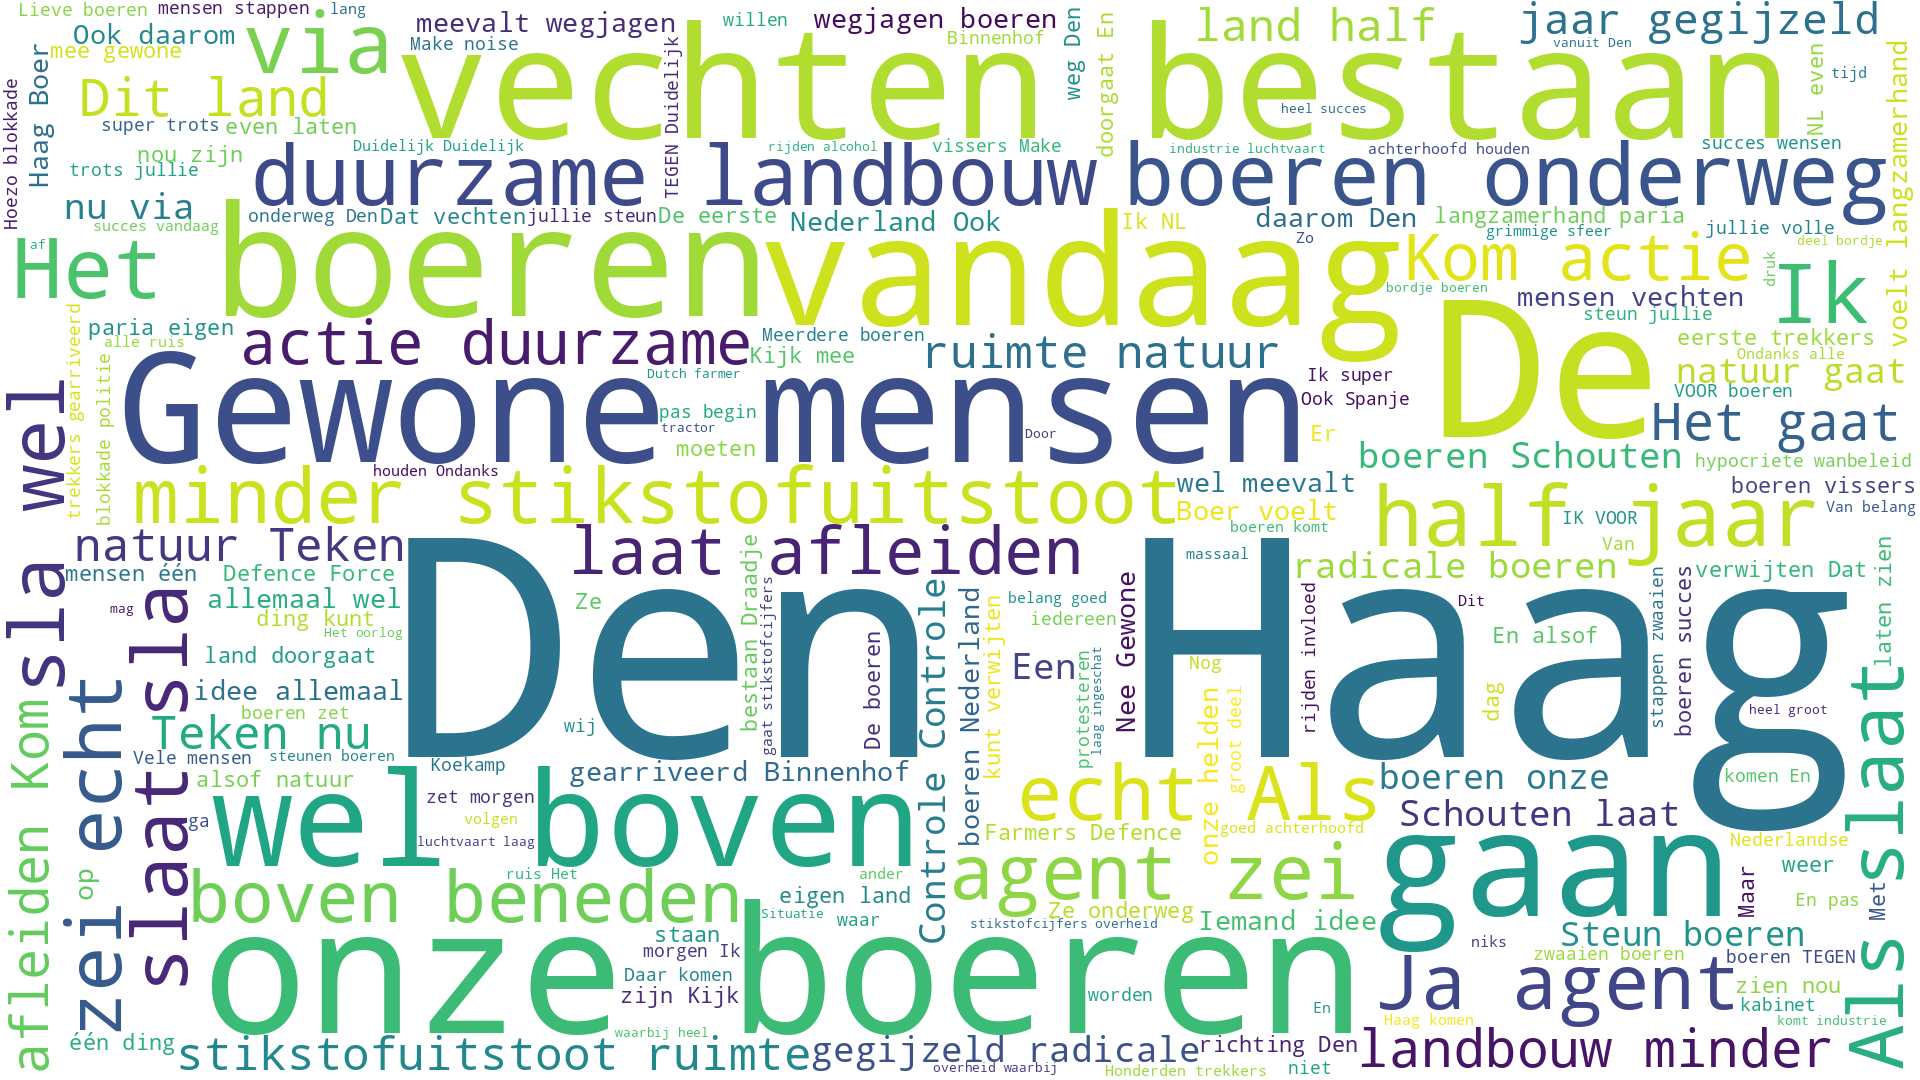 Lieve boeren
mensen stappen
lang
Ook daarom
via
meevalt wegjagen
willen
wegjagen boeren
land half
jaar gegijzeld
mee gewone
Make noise
vechten
Binnenhof
weg Den
doorgaat En
bestaan
vanuit Den
tijd
NL even
langzamerhand
Hoezo blokkade
Haag Boer
Dit land
TEGEN Duidelijk
heel succes
super trots
even laten
nou zijn
Duidelijk Duidelijk
rijden alcohol
vissers Make
industrie luchtvaart
achterhoofd houden
succes wensen
trots jullie
duurzame landbouw
boeren onderweg
nu via
succes vandaag
onderweg Den
Dat vechten
jullie steun
De eerste
Nederland Ook
Ik NL
daarom Den
langzamerhand paria
jullie volle
Zo
grimmige sfeer
deel bordje
af
Het
boeren
vandaag
Kom actie
druk
Ik
voelt
bordje boeren
mensen vechten
steun jullie
paria eigen
alle ruis
actie duurzame
Meerdere boeren
Kijk mee
ruimte natuur
De
eerste trekkers
Ondanks alle
natuur gaat
trekkers gearriveerd
blokkade politie
Gewone mensen
Dutch farmer
Ik super
Ook Spanje
VOOR boeren
pas begin
tractor
Door
moeten
Er
Het gaat
houden Ondanks
boeren Schouten
hypocriete wanbeleid
minder stikstofuitstoot
wel meevalt
boeren vissers
Boer voelt
half jaar
IK VOOR
Van belang
boeren komt
natuur Teken
laat afleiden
massaal
Van
sla wel
mensen één
Defence Force
radicale boeren
verwijten Dat
allemaal wel
Ze
belang goed
Dit
mag
ding kunt
iedereen
Het oorlog
En alsof
laten zien
slaat sla
Den Haag
bestaan Draadje
gaat stikstofcijfers
De boeren
Controle Controle
boeren Nederland
kunt verwijten
protesteren
laag ingeschat
Nee Gewone
rijden invloed
stappen zwaaien
boeren succes
land doorgaat
Een
Nog
idee allemaal
dag
boeren zet
wij
heel groot
Teken nu
onze helden
groot deel
Vele mensen
steunen boeren
Koekamp
gearriveerd Binnenhof
alsof natuur
boeren onze
komen En
afleiden Kom
zei echt
Als slaat
zet morgen
echt Als
Schouten laat
ga
wel boven
volgen
luchtvaart laag
Farmers Defence
goed achterhoofd
Nederlandse
weer
op
ruis Het
ander
agent zei
gaan
Maar
Met
boven beneden
eigen land
En pas
Situatie
waar
Ze onderweg
Iemand idee
stikstofcijfers overheid
staan
Steun boeren
niks
morgen Ik
onze boeren
zwaaien boeren
boeren TEGEN
Daar komen
zijn Kijk
worden
Ja agent
zien nou
En
kabinet
Haag komen
komt industrie
één ding
waarbij heel
stikstofuitstoot ruimte
gegijzeld radicale
richting Den
landbouw minder
overheid waarbij
Honderden trekkers
niet